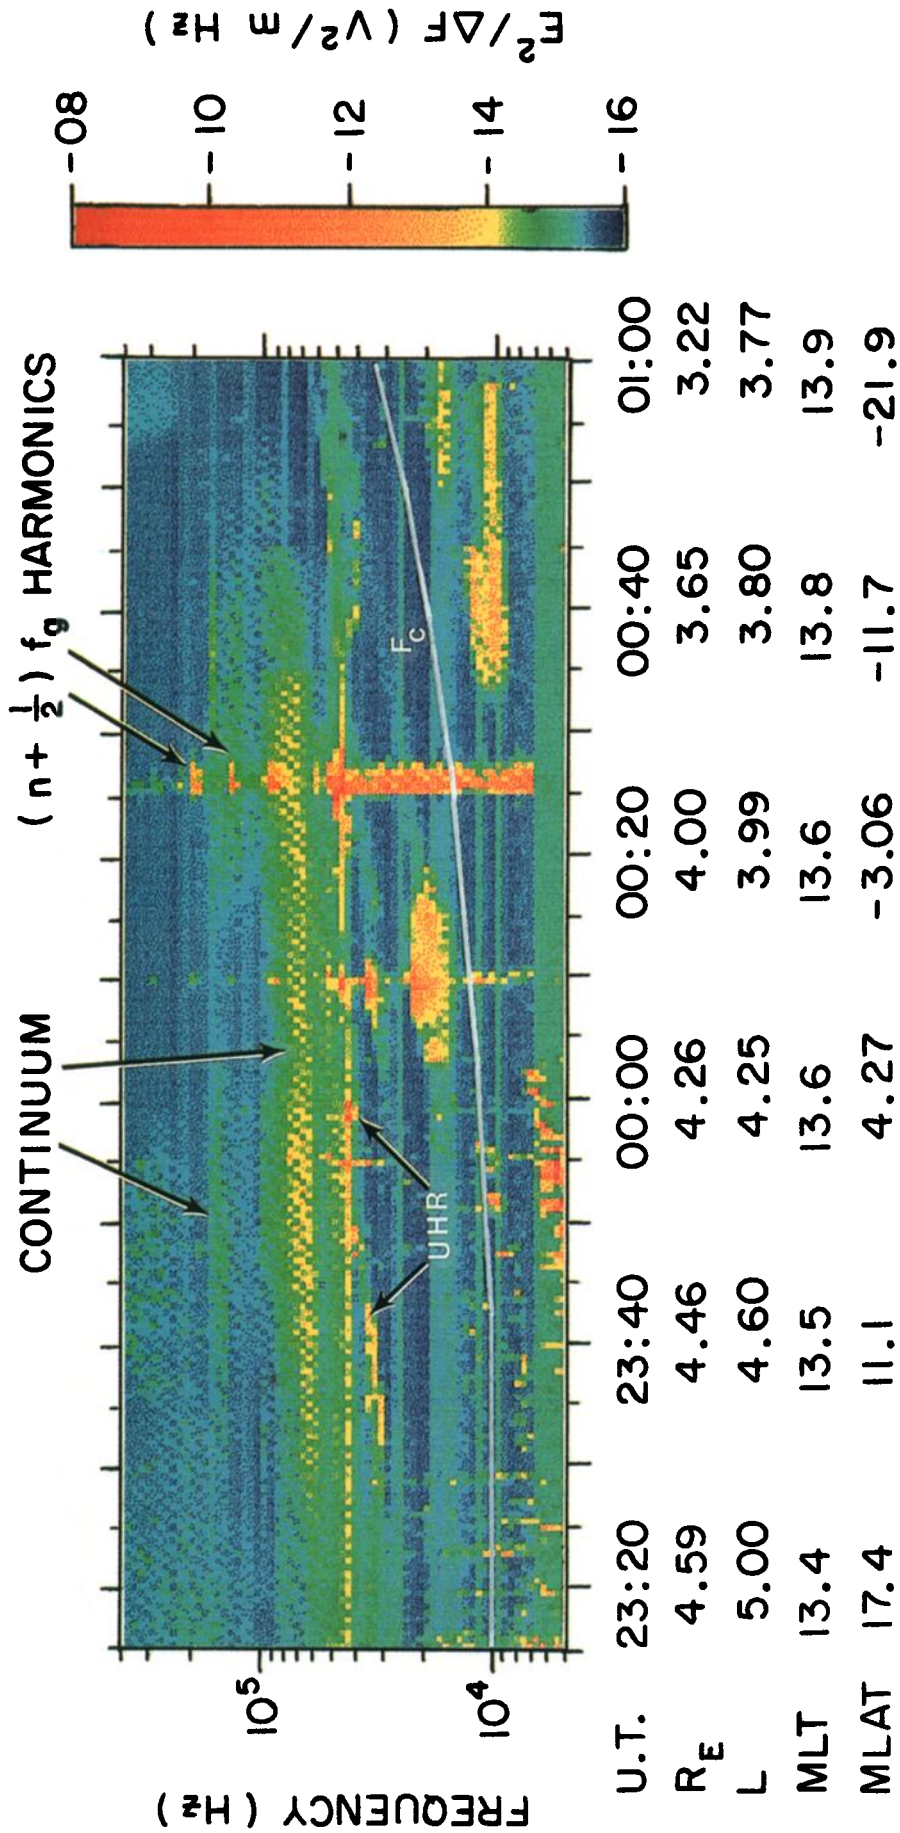 CONTINUUM
(n + 1/2) fg HARMONICS
FREQUENCY (Hz)
10⁵
10⁴
Fc
UHR
E²/ΔF (V²/m Hz)
-08
-10
-12
-14
-16
U.T. 23:20 23:40 00:00 00:20 00:40 01:00
RE 4.59 4.46 4.26 4.00 3.65 3.22
L 5.00 4.60 4.25 3.99 3.80 3.77
MLT 13.4 13.5 13.6 13.6 13.8 13.9
MLAT 17.4 11.1 4.27 -3.06 -11.7 -21.9